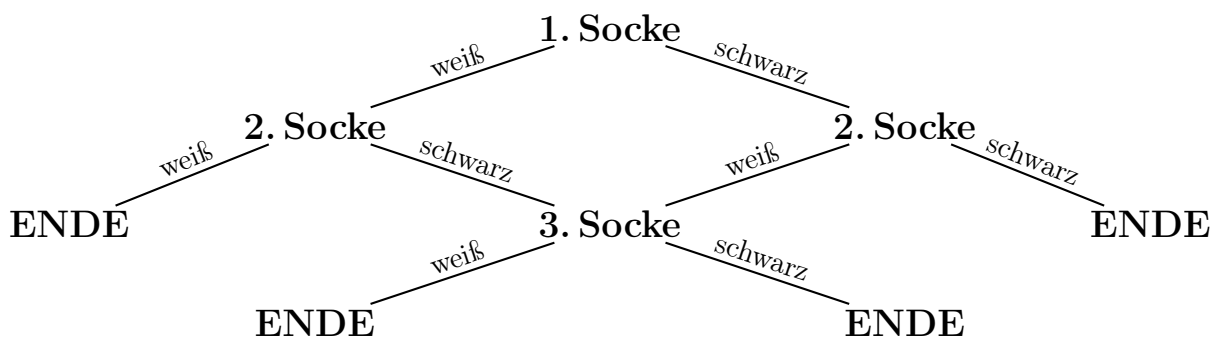 1. Socke
weiß
schwarz
2. Socke
2. Socke
weiß
schwarz
weiß
schwarz
ENDE
3. Socke
ENDE
weiß
schwarz
ENDE
ENDE